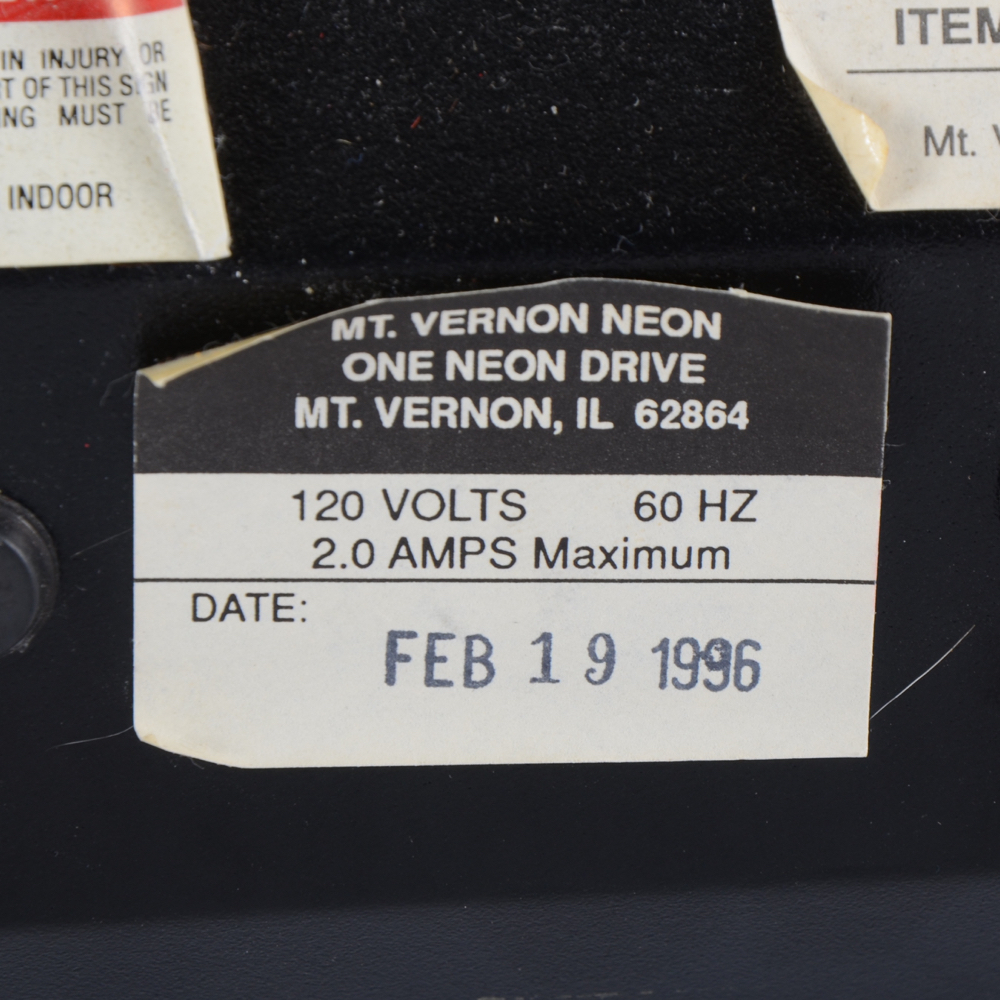 IN INJURY OR
OF THIS SIGN
MUST BE
INDOOR
ITEM
Mt.
MT. VERNON NEON
ONE NEON DRIVE
MT. VERNON, IL 62864
120 VOLTS 60 HZ
2.0 AMPS Maximum
DATE:
FEB 19 1996